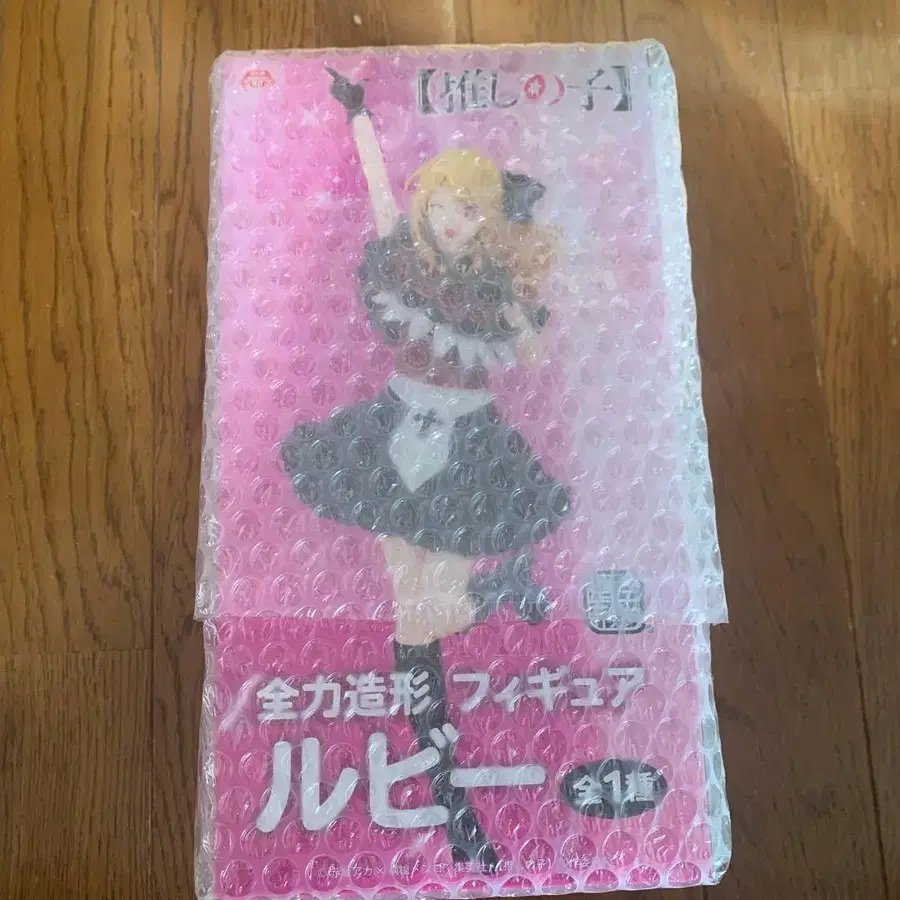 【推しの子】
全力造形 フィギュア
ルビー
全1種